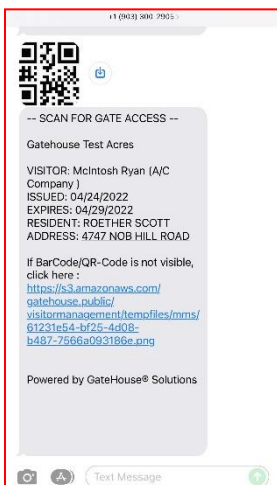 +1 (903) 300-2905
-- SCAN FOR GATE ACCESS --
Gatehouse Test Acres
VISITOR: McIntosh Ryan (A/C
Company )
ISSUED: 04/24/2022
EXPIRES: 04/29/2022
RESIDENT: ROETHER SCOTT
ADDRESS: 4747 NOB HILL ROAD
If BarCode/QR-Code is not visible,
click here :
https://s3.amazonaws.com/
gatehouse.public/
visitormanagement/tempfiles/mms/
61231e54-bf25-4d08-
b487-7566a093186e.png
Powered by GateHouse® Solutions
Text Message